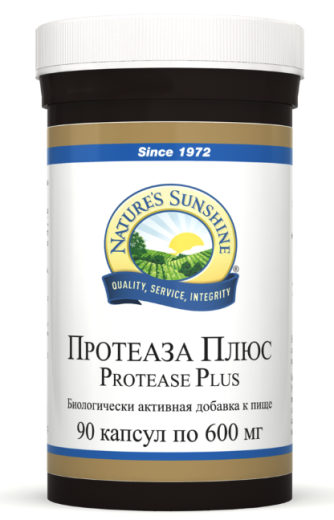 Since 1972
NATURE'S SUNSHINE
®
QUALITY, SERVICE, INTEGRITY
ПРОТЕАЗА ПЛЮС
PROTEASE PLUS
Биологически активная добавка к пище
90 капсул по 600 мг